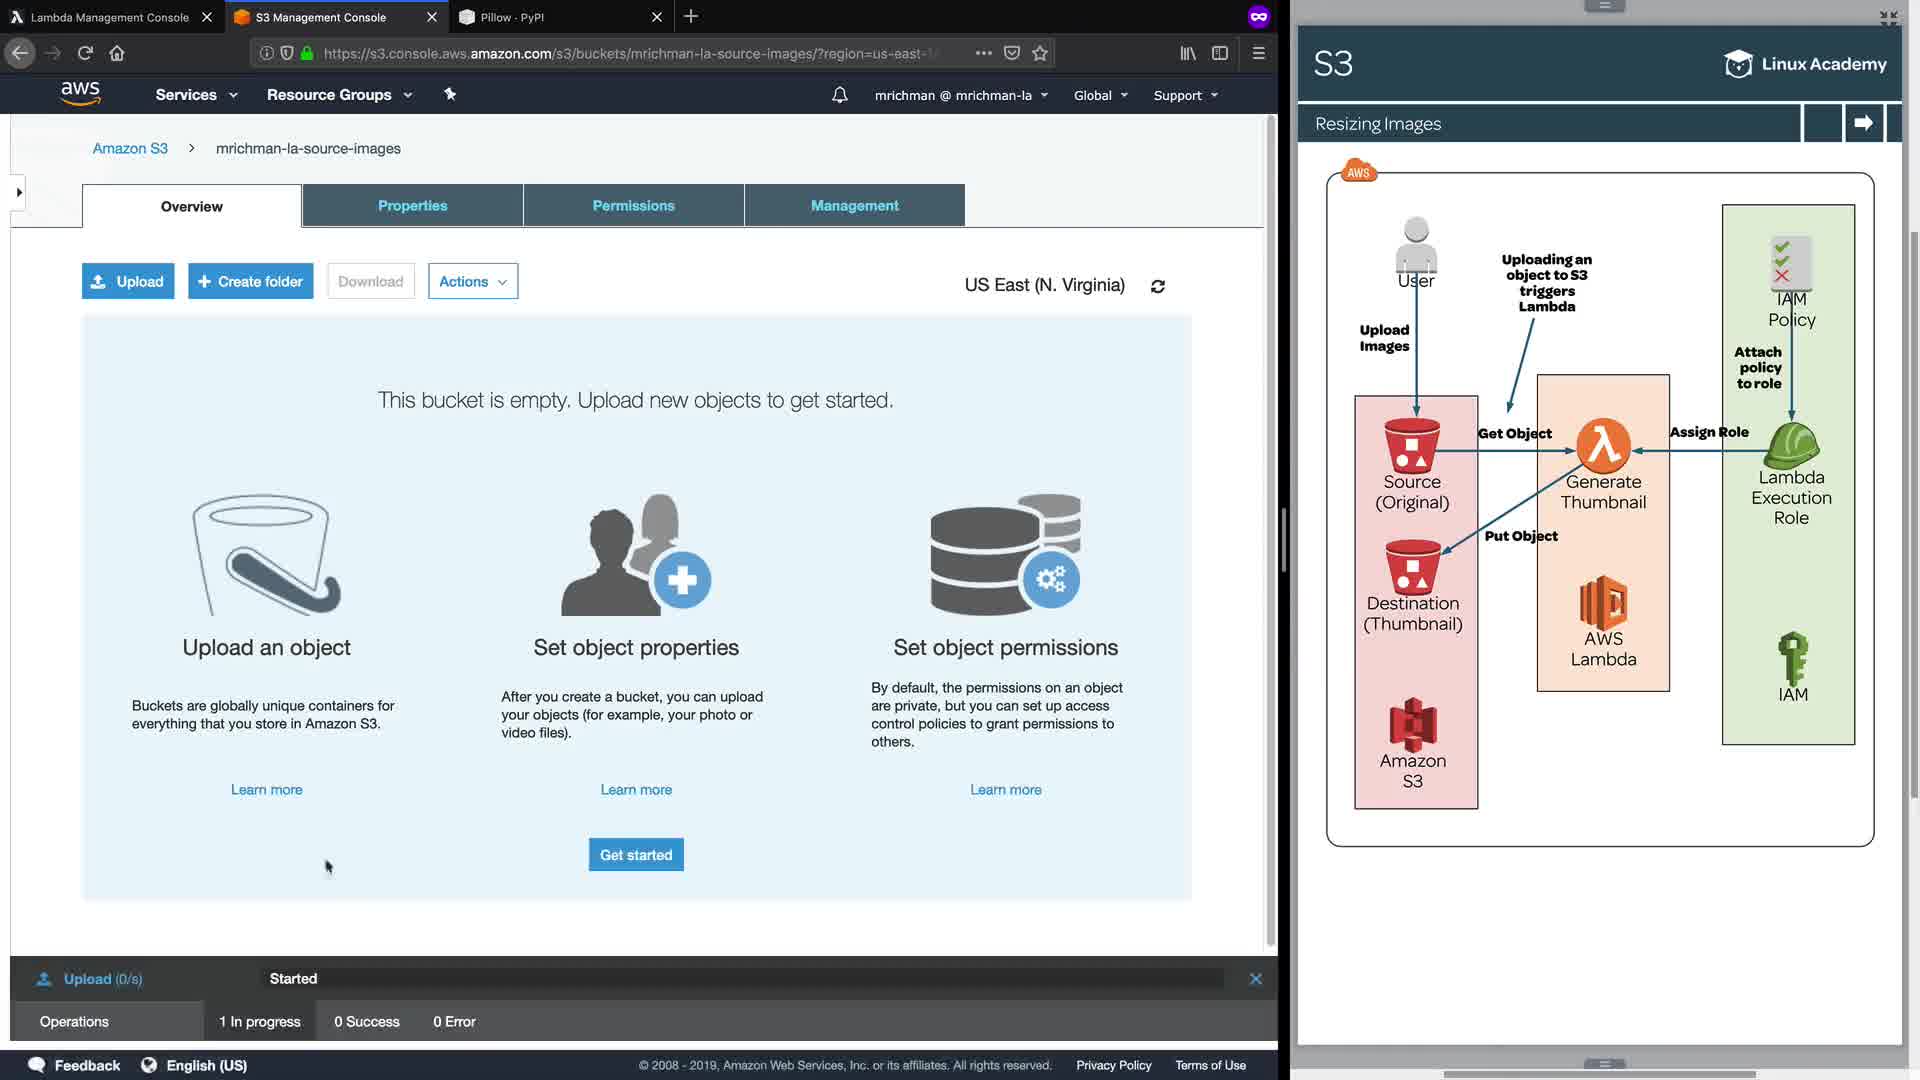 Lambda Management Console
S3 Management Console
Pillow · PyPI
https://s3.console.aws.amazon.com/s3/buckets/mrichman-la-source-images/?region=us-east-
aws
Services
Resource Groups
mrichman @ mrichman-la
Global
Support
Amazon S3
mrichman-la-source-images
Overview
Properties
Permissions
Management
Upload
Create folder
Download
Actions
US East (N. Virginia)
This bucket is empty. Upload new objects to get started.
Upload an object
Buckets are globally unique containers for
everything that you store in Amazon S3.
Learn more
Set object properties
After you create a bucket, you can upload
your objects (for example, your photo or
video files).
Learn more
Set object permissions
By default, the permissions on an object
are private, but you can set up access
control policies to grant permissions to
others.
Learn more
Get started
Upload (0/s)
Started
Operations
1 In progress
0 Success
0 Error
Feedback
English (US)
© 2008 - 2019, Amazon Web Services, Inc. or its affiliates. All rights reserved.
Privacy Policy
Terms of Use
S3
Linux Academy
Resizing Images
AWS
User
Upload
Images
Uploading an
object to S3
triggers
Lambda
IAM
Policy
Attach
policy
to role
Get Object
Assign Role
Source
(Original)
Generate
Thumbnail
Lambda
Execution
Role
Put Object
Destination
(Thumbnail)
AWS
Lambda
IAM
Amazon
S3